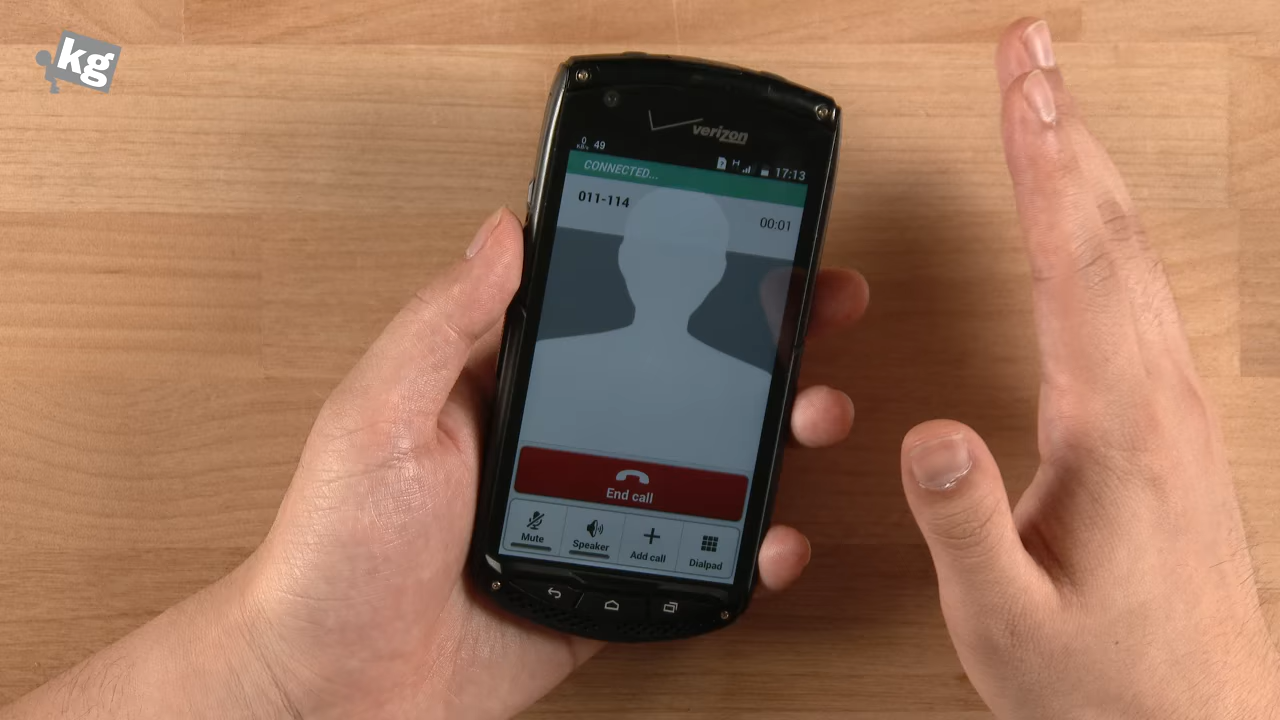 kg
verizon
0
KB/s 49
17:13
CONNECTED...
011-114
00:01
End call
Mute
Speaker
Add call
Dialpad